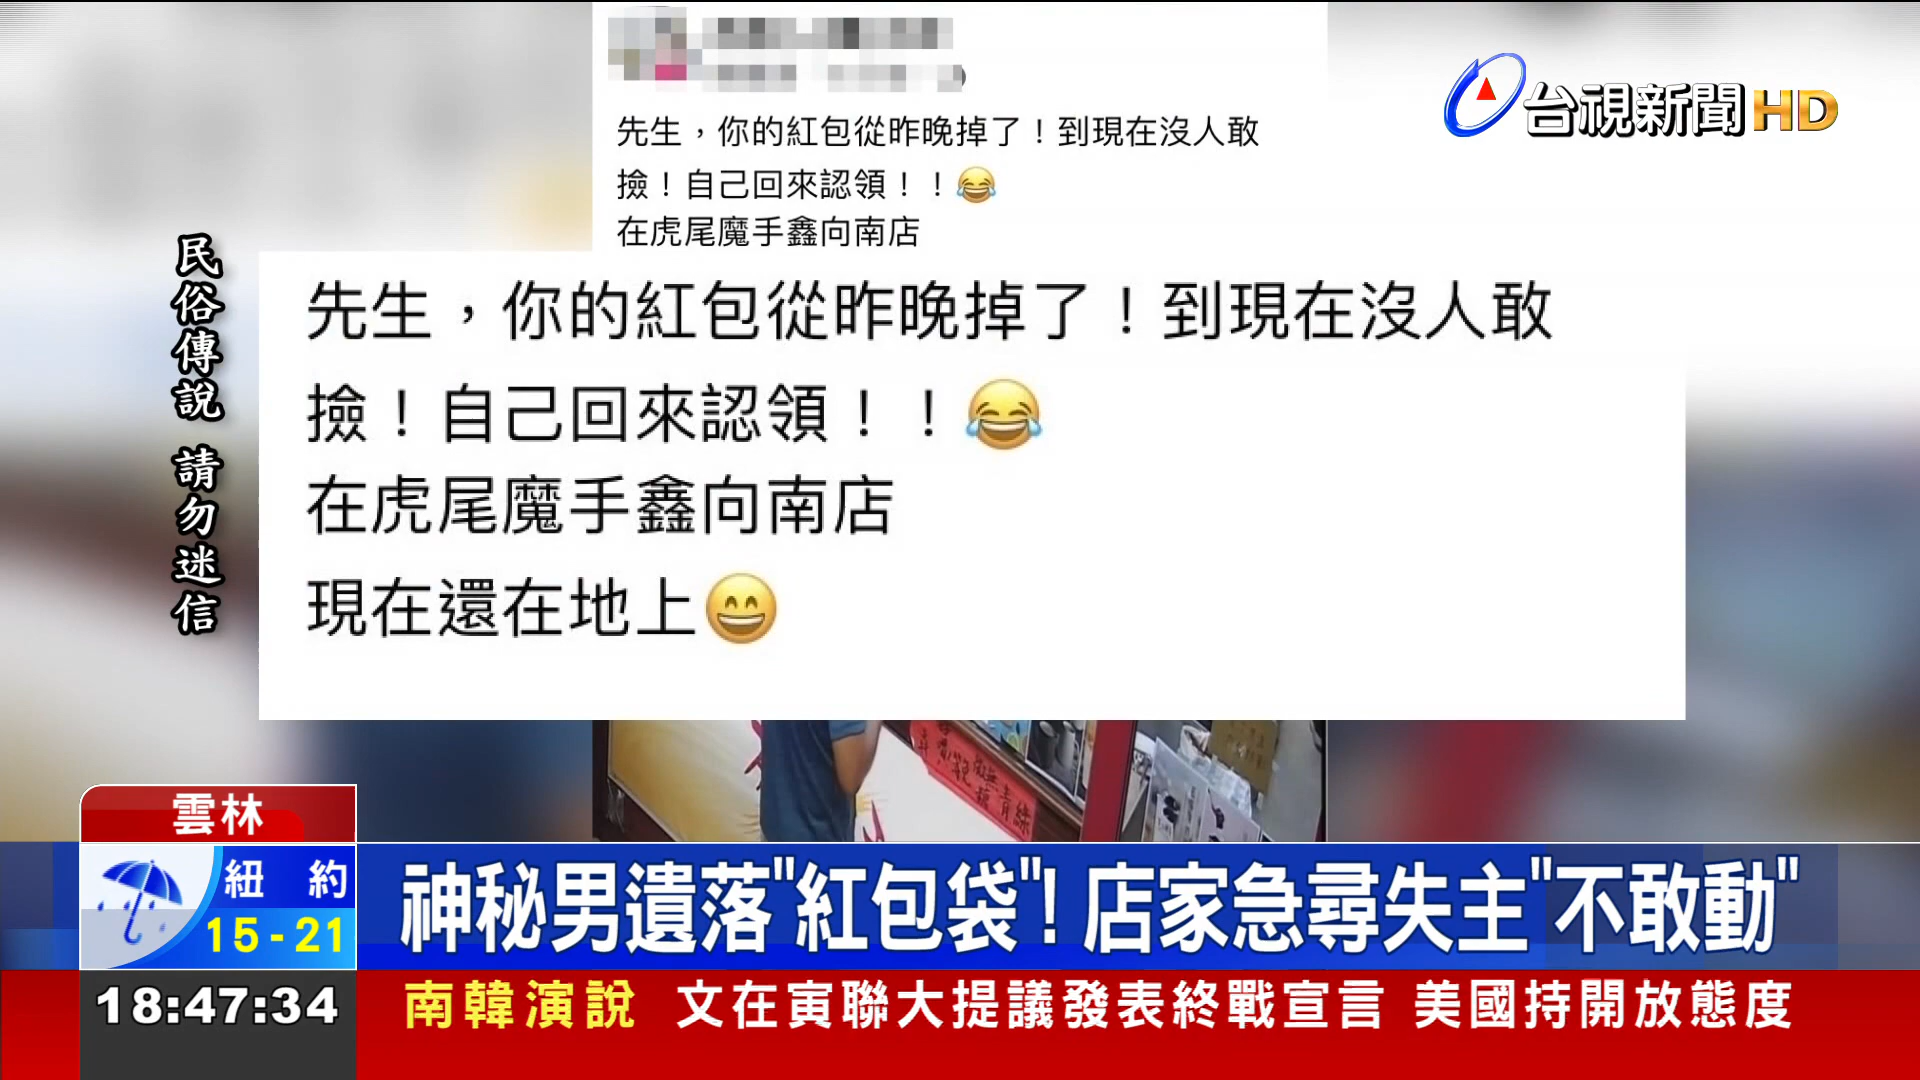 先生，你的紅包從昨晚掉了！到現在沒人敢
撿！自己回來認領！！😂
在虎尾魔手鑫向南店
台視新聞HD
民俗傳說 請勿迷信
先生，你的紅包從昨晚掉了！到現在沒人敢
撿！自己回來認領！！😂
在虎尾魔手鑫向南店
現在還在地上😄
雲林
紐約
15-21
神秘男遺落"紅包袋"! 店家急尋失主"不敢動"
18:47:34
南韓演說 文在寅聯大提議發表終戰宣言 美國持開放態度